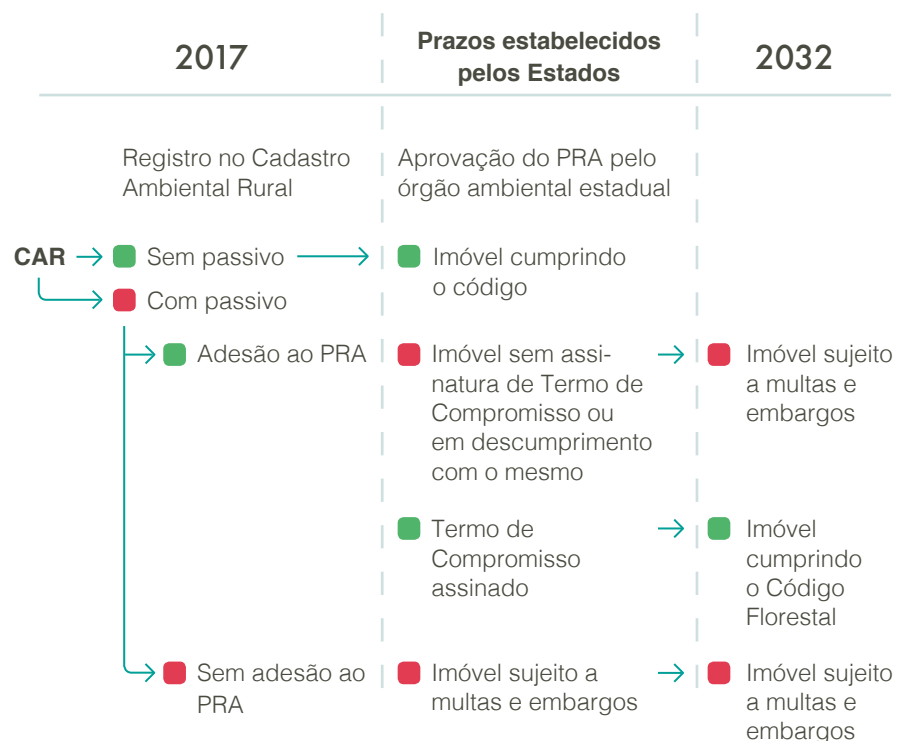 2017
Prazos estabelecidos
pelos Estados
2032
Registro no Cadastro
Ambiental Rural
Aprovação do PRA pelo
órgão ambiental estadual
CAR
Sem passivo
Imóvel cumprindo
o código
Com passivo
Adesão ao PRA
Imóvel sem assi-
natura de Termo de
Compromisso ou
em descumprimento
com o mesmo
Imóvel sujeito
a multas e
embargos
Termo de
Compromisso
assinado
Imóvel
cumprindo
o Código
Florestal
Sem adesão ao
PRA
Imóvel sujeito a
multas e embargos
Imóvel sujeito
a multas e
embargos